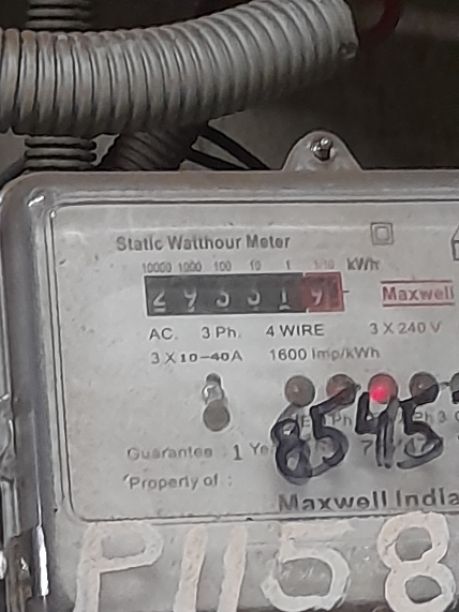 Static Watthour Meter
10000 1000 100 10 1 1/10 kWh
Maxwell
AC. 3 Ph. 4 WIRE 3 X 240 V
3 X 10-40A 1600 Imp/kWh
Guarantee : 1
8545
Property of :
Maxwell India
P1158